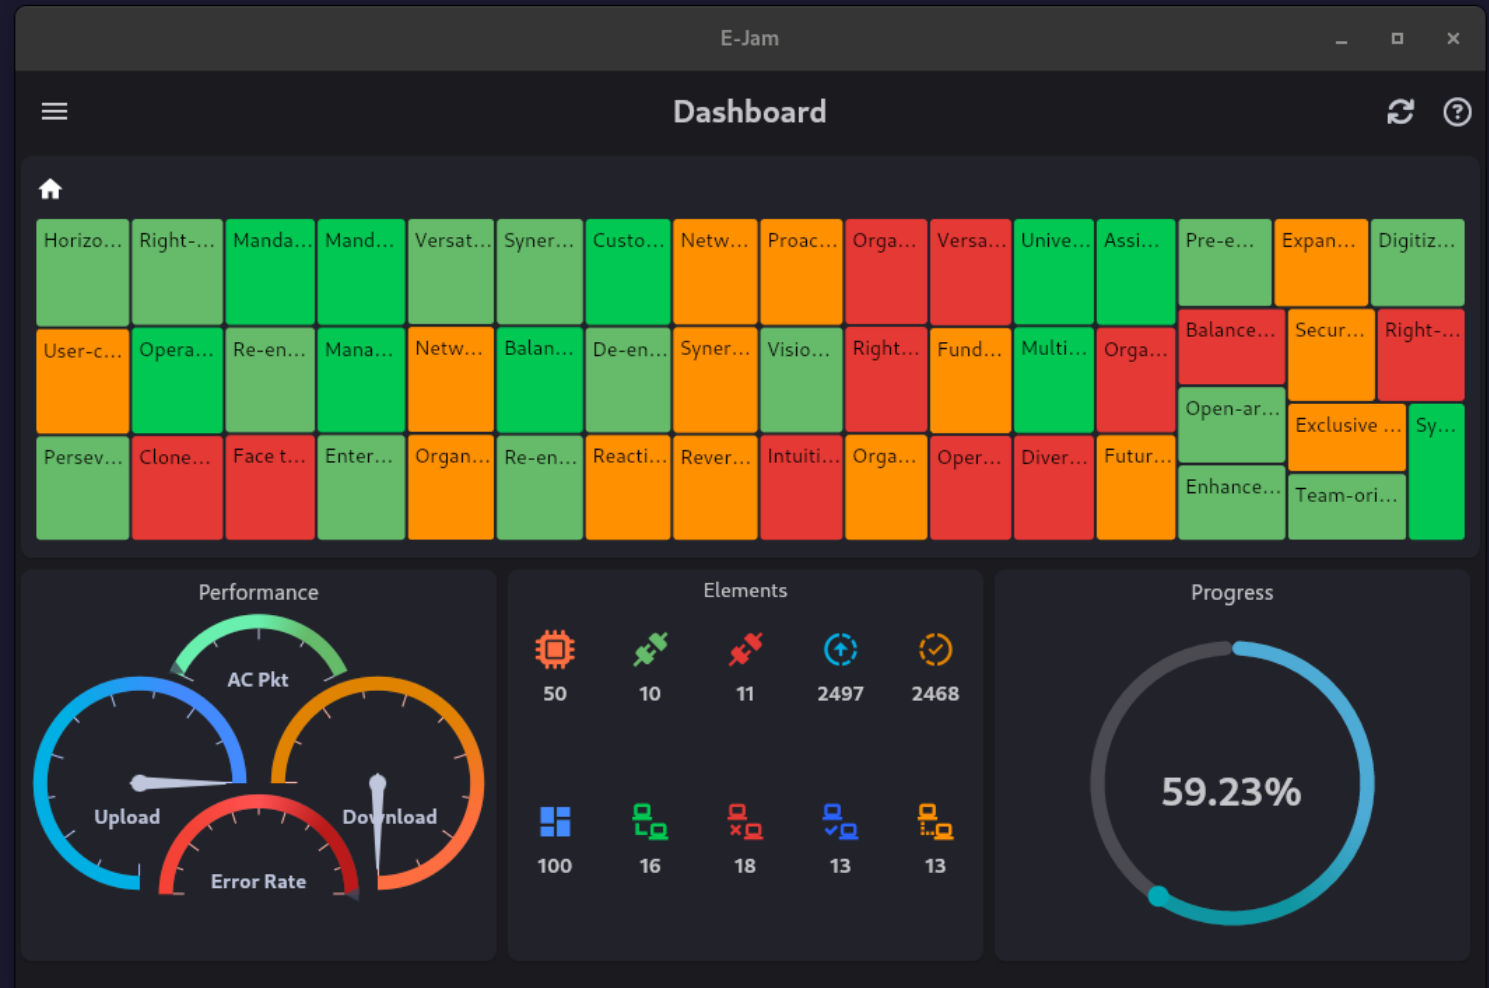 E-Jam
Dashboard
Horizo... Right-... Manda... Mand... Versat... Syner... Custo... Netw... Proac... Orga... Versa... Unive... Assi... Pre-e... Expan... Digitiz...
Balance... Secur... Right-...
User-c... Opera... Re-en... Mana... Netw... Balan... De-en... Syner... Visio... Right... Fund... Multi... Orga...
Open-ar... Exclusive ... Sy...
Persev... Clone... Face t... Enter... Organ... Re-en... Reacti... Rever... Intuiti... Orga... Oper... Diver... Futur...
Enhance... Team-ori...
Performance
AC Pkt
Upload
Download
Error Rate
Elements
50 10 11 2497 2468
100 16 18 13 13
Progress
59.23%